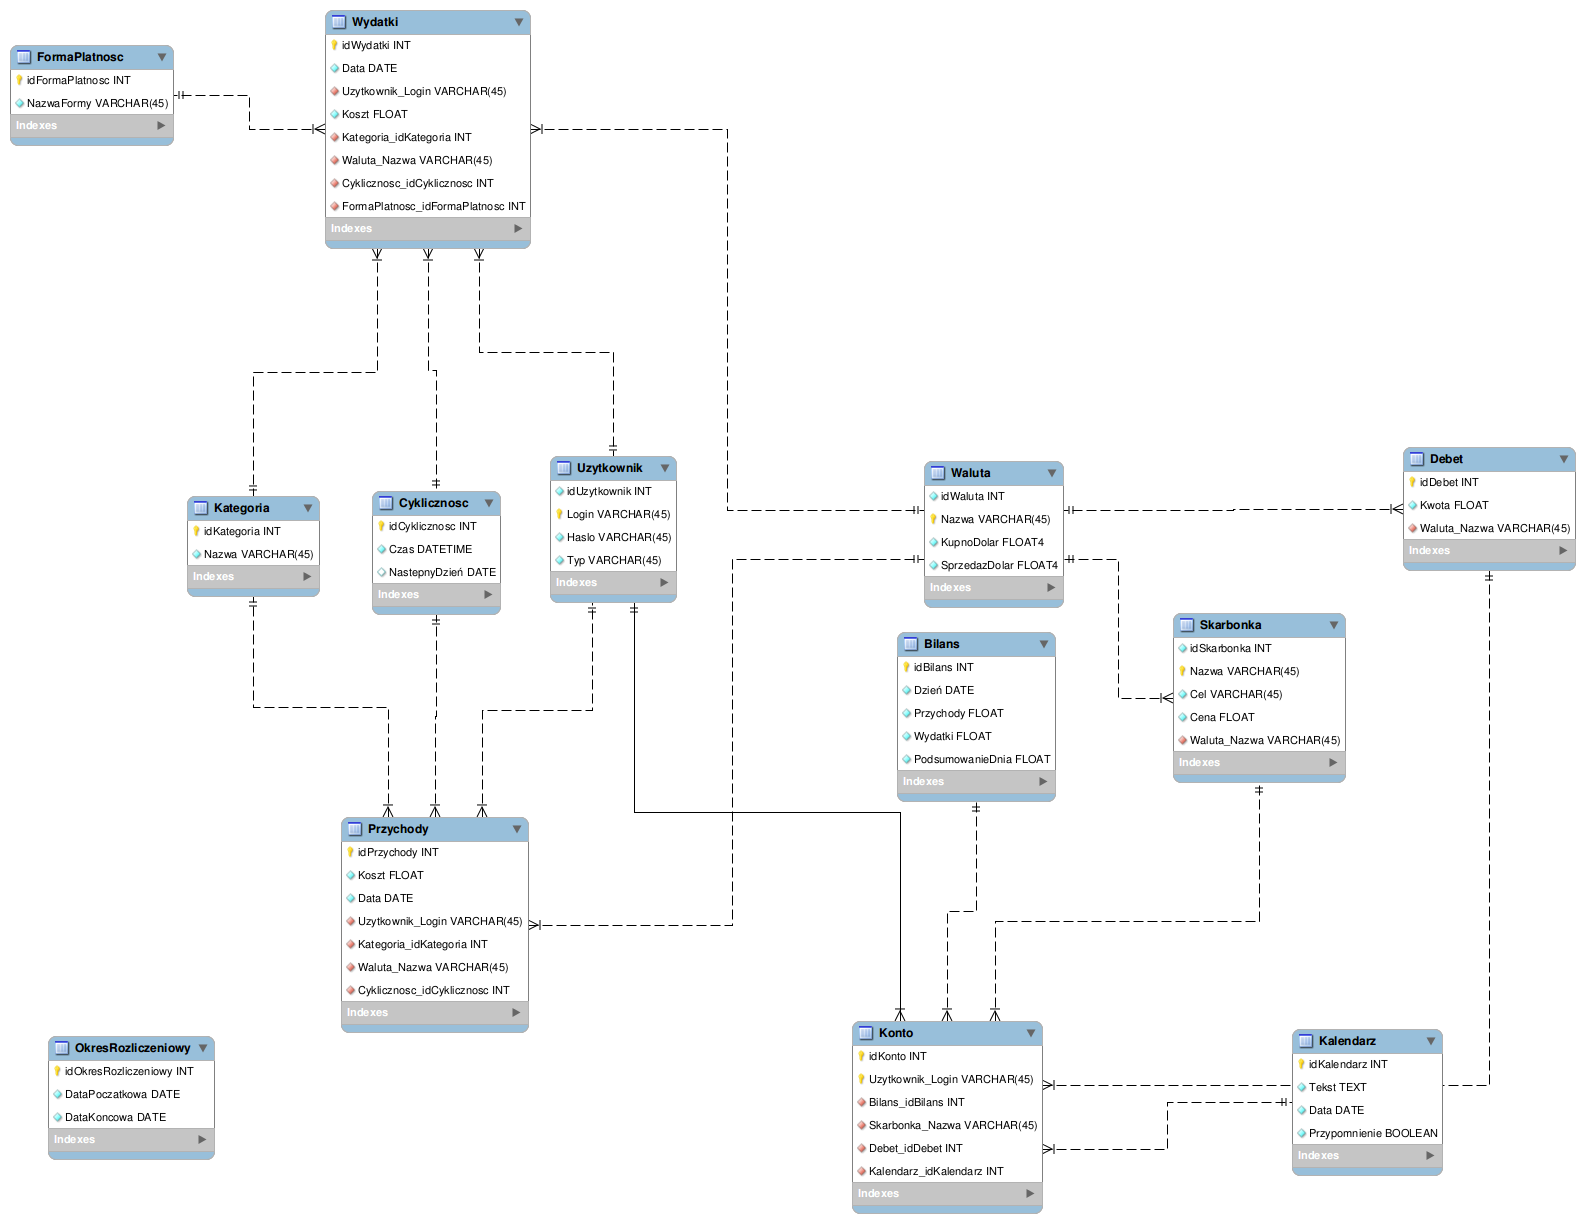 Wydatki
idWydatki INT
Data DATE
Uzytkownik_Login VARCHAR(45)
Koszt FLOAT
Kategoria_idKategoria INT
Waluta_Nazwa VARCHAR(45)
Cyklicznosc_idCyklicznosc INT
FormaPlatnosc_idFormaPlatnosc INT
Indexes
FormaPlatnosc
idFormaPlatnosc INT
NazwaFormy VARCHAR(45)
Indexes
Kategoria
idKategoria INT
Nazwa VARCHAR(45)
Indexes
Cyklicznosc
idCyklicznosc INT
Czas DATETIME
NastepnyDzień DATE
Indexes
Uzytkownik
idUzytkownik INT
Login VARCHAR(45)
Haslo VARCHAR(45)
Typ VARCHAR(45)
Indexes
Waluta
idWaluta INT
Nazwa VARCHAR(45)
KupnoDolar FLOAT4
SprzedazDolar FLOAT4
Indexes
Debet
idDebet INT
Kwota FLOAT
Waluta_Nazwa VARCHAR(45)
Indexes
Skarbonka
idSkarbonka INT
Nazwa VARCHAR(45)
Cel VARCHAR(45)
Cena FLOAT
Waluta_Nazwa VARCHAR(45)
Indexes
Bilans
idBilans INT
Dzień DATE
Przychody FLOAT
Wydatki FLOAT
PodsumowanieDnia FLOAT
Indexes
Przychody
idPrzychody INT
Koszt FLOAT
Data DATE
Uzytkownik_Login VARCHAR(45)
Kategoria_idKategoria INT
Waluta_Nazwa VARCHAR(45)
Cyklicznosc_idCyklicznosc INT
Indexes
OkresRozliczeniowy
idOkresRozliczeniowy INT
DataPoczatkowa DATE
DataKoncowa DATE
Indexes
Konto
idKonto INT
Uzytkownik_Login VARCHAR(45)
Bilans_idBilans INT
Skarbonka_Nazwa VARCHAR(45)
Debet_idDebet INT
Kalendarz_idKalendarz INT
Indexes
Kalendarz
idKalendarz INT
Tekst TEXT
Data DATE
Przypomnienie BOOLEAN
Indexes